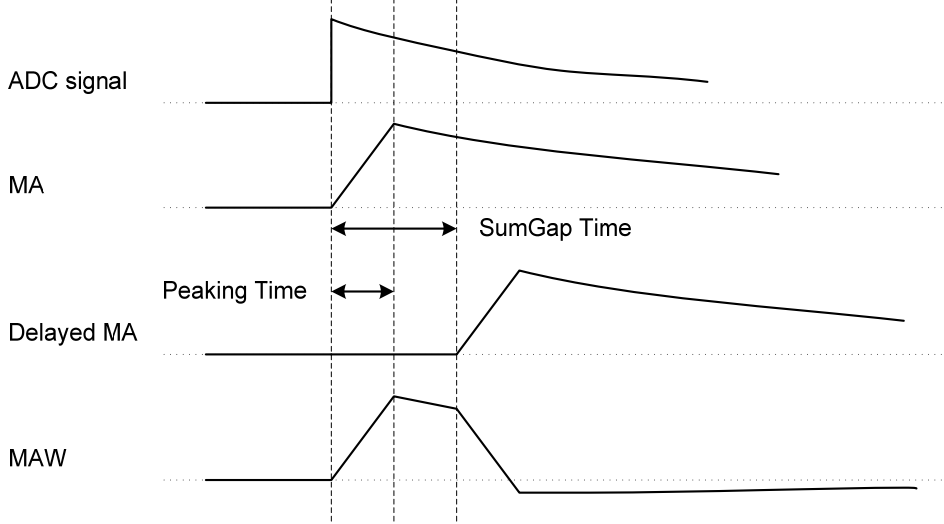 ADC signal
MA
SumGap Time
Peaking Time
Delayed MA
MAW